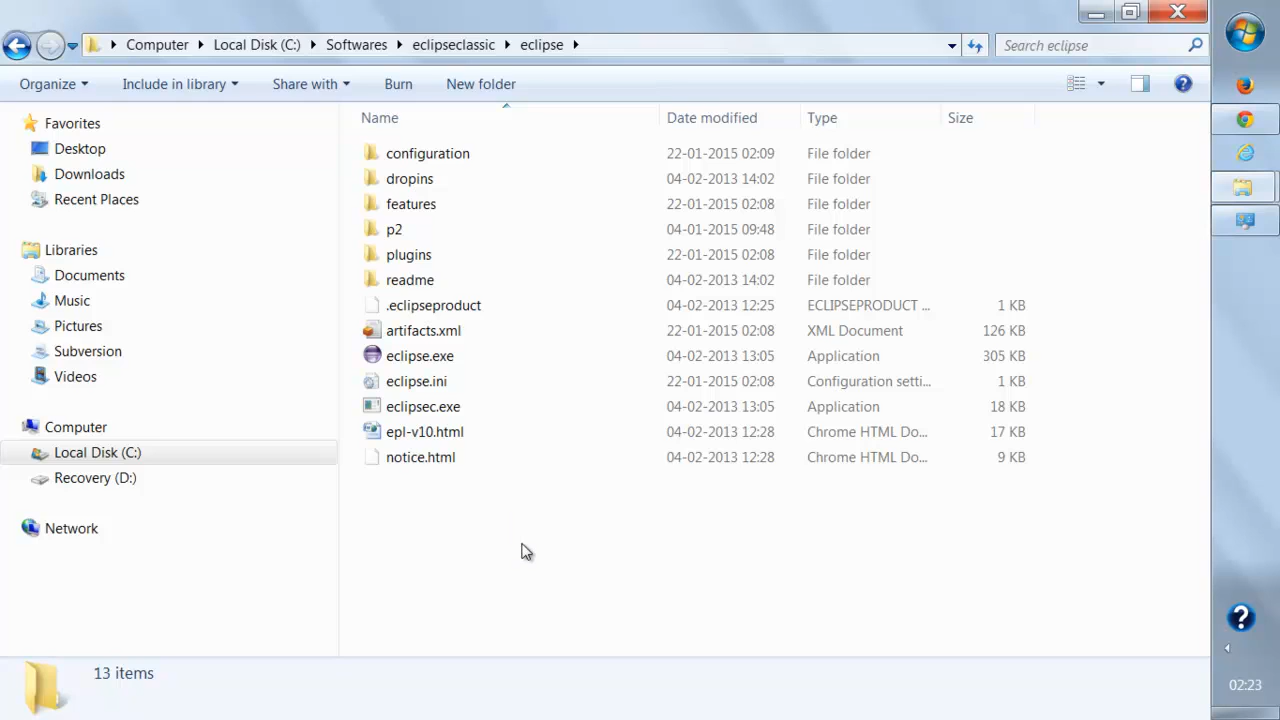 Computer Local Disk (C:) Softwares eclipseclassic eclipse Search eclipse
Organize Include in library Share with Burn New folder
Favorites
Desktop
Downloads
Recent Places
Libraries
Documents
Music
Pictures
Subversion
Videos
Computer
Local Disk (C:)
Recovery (D:)
Network
Name Date modified Type Size
configuration 22-01-2015 02:09 File folder
dropins 04-02-2013 14:02 File folder
features 22-01-2015 02:08 File folder
p2 04-01-2015 09:48 File folder
plugins 22-01-2015 02:08 File folder
readme 04-02-2013 14:02 File folder
.eclipseproduct 04-02-2013 12:25 ECLIPSEPRODUCT ... 1 KB
artifacts.xml 22-01-2015 02:08 XML Document 126 KB
eclipse.exe 04-02-2013 13:05 Application 305 KB
eclipse.ini 22-01-2015 02:08 Configuration setti... 1 KB
eclipsec.exe 04-02-2013 13:05 Application 18 KB
epl-v10.html 04-02-2013 12:28 Chrome HTML Do... 17 KB
notice.html 04-02-2013 12:28 Chrome HTML Do... 9 KB
13 items
02:23